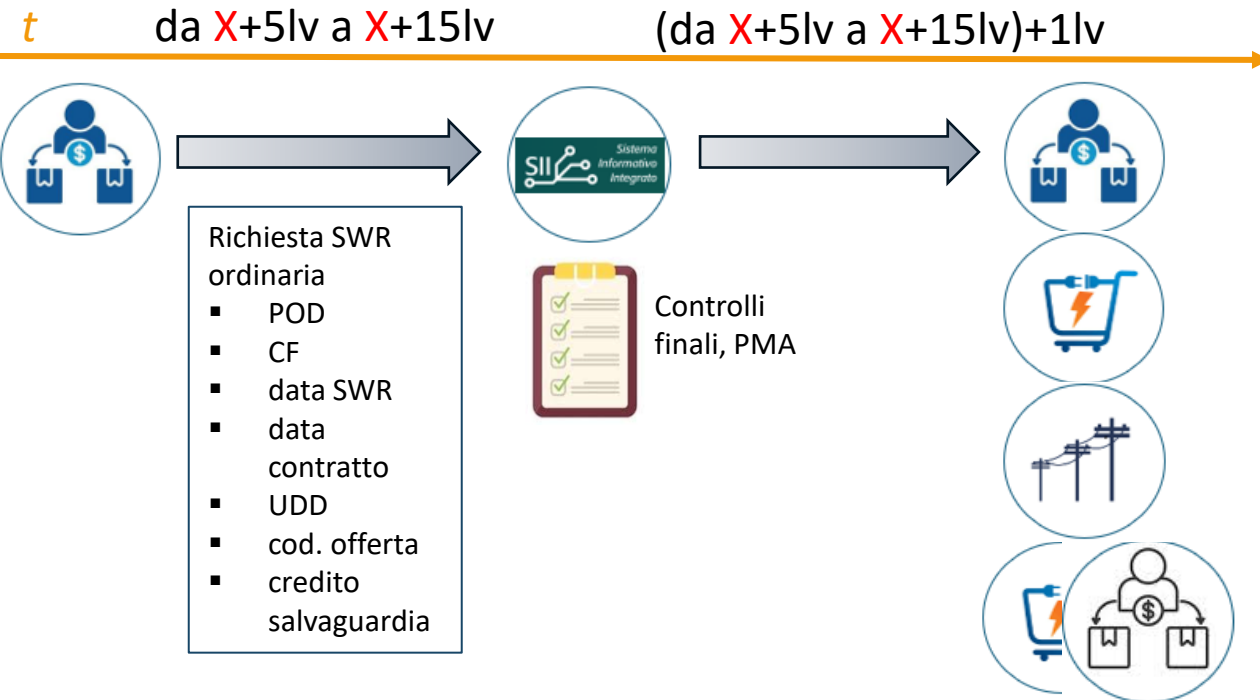 t da X+5lv a X+15lv (da X+5lv a X+15lv)+1lv
$
SII
Sistema
Informativo
Integrato
$
Richiesta SWR
ordinaria
▪ POD
▪ CF
▪ data SWR
▪ data
contratto
▪ UDD
▪ cod. offerta
▪ credito
salvaguardia
Controlli
finali, PMA
$